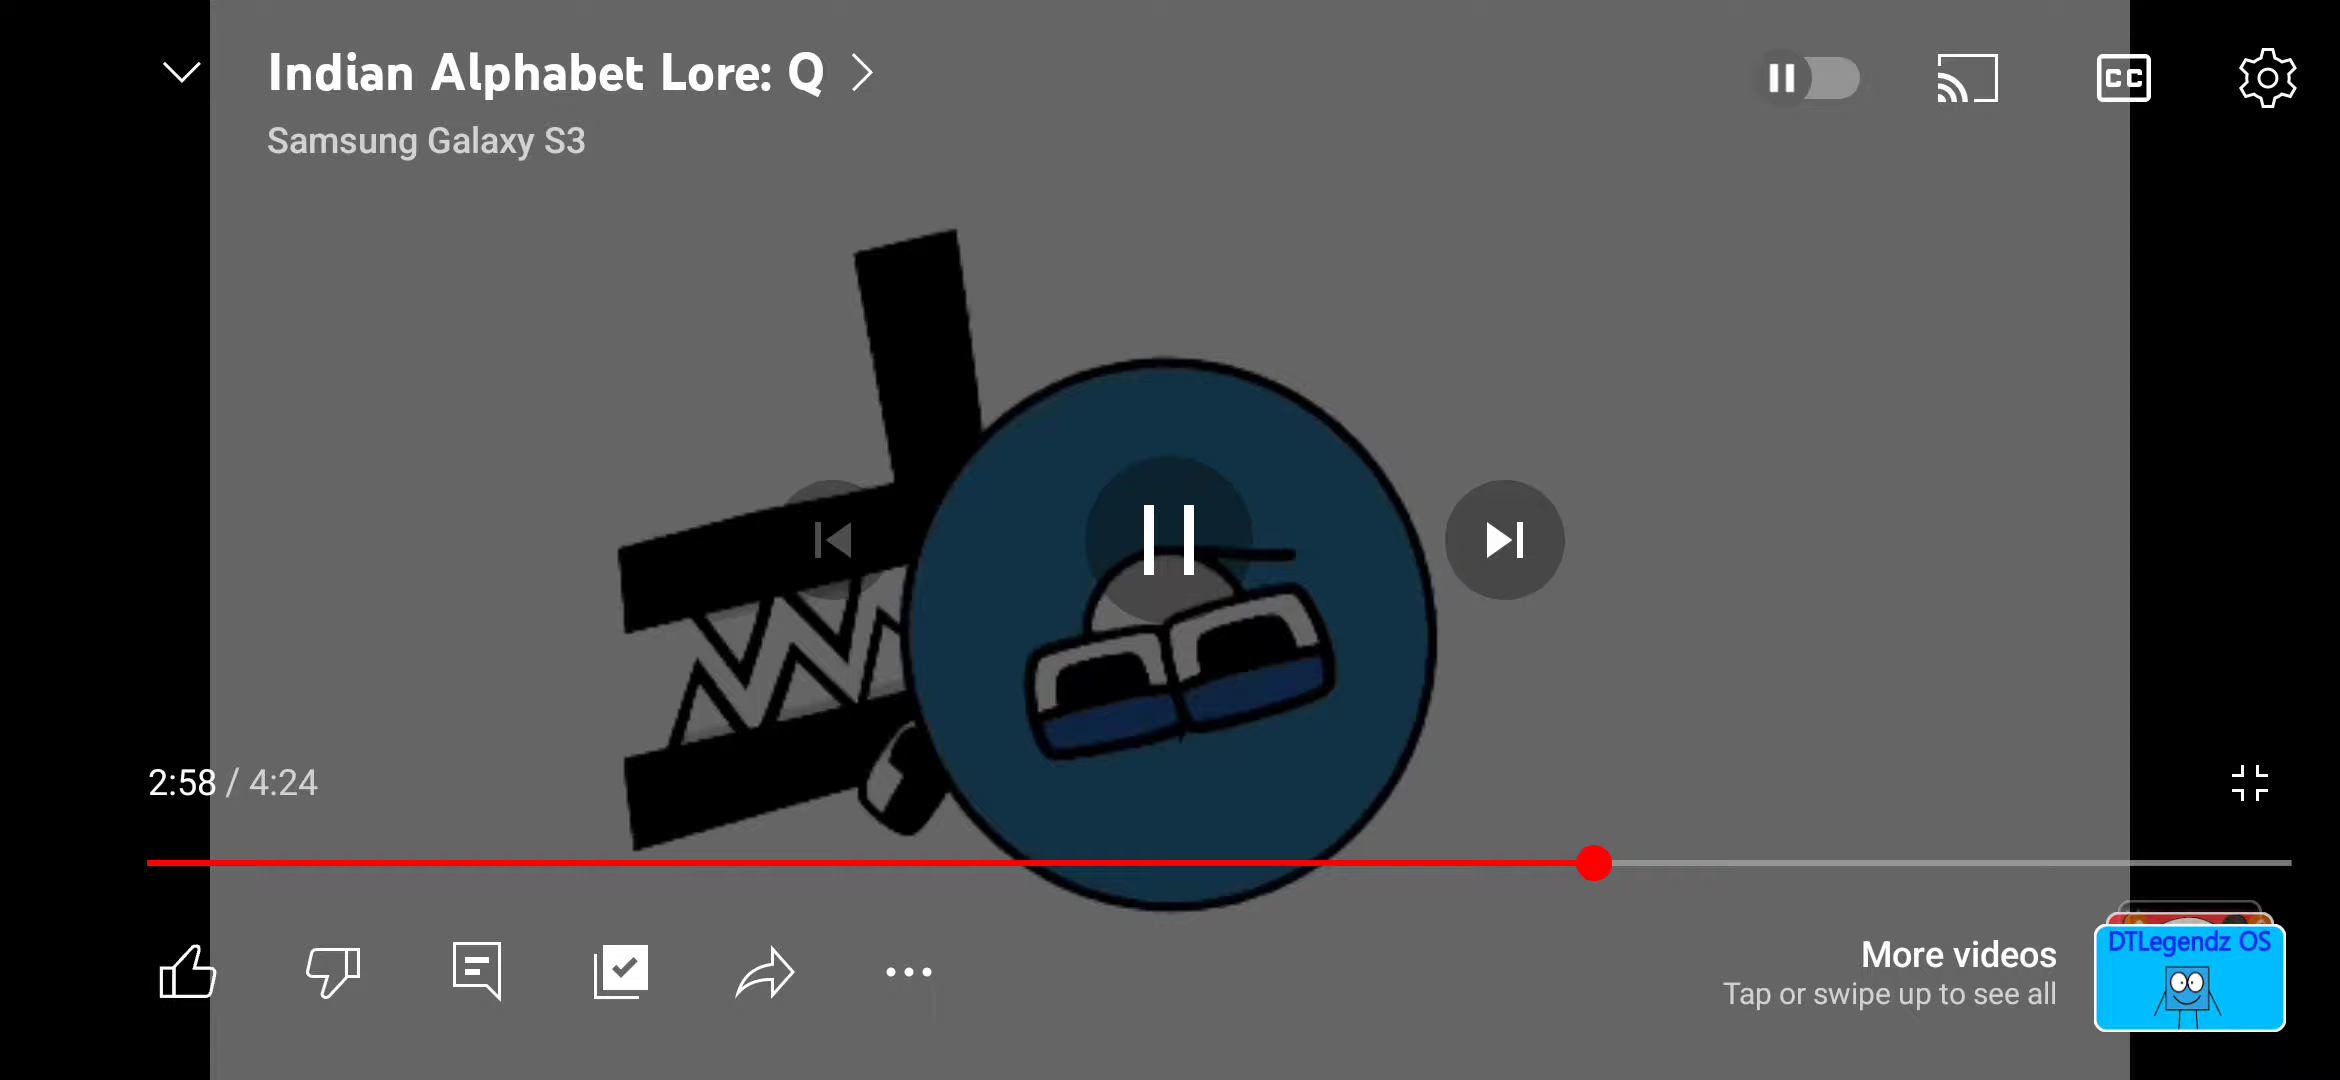 Indian Alphabet Lore: Q
Samsung Galaxy S3
CC
2:58 / 4:24
More videos
Tap or swipe up to see all
DTLegendz OS